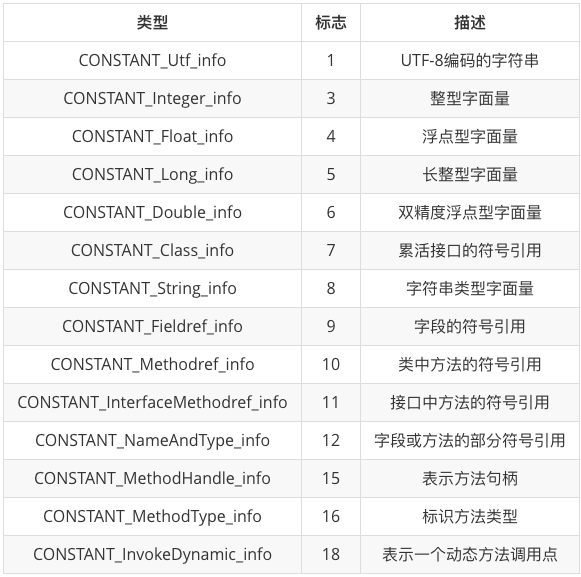 类型 标志 描述
CONSTANT_Utf_info 1 UTF-8编码的字符串
CONSTANT_Integer_info 3 整型字面量
CONSTANT_Float_info 4 浮点型字面量
CONSTANT_Long_info 5 长整型字面量
CONSTANT_Double_info 6 双精度浮点型字面量
CONSTANT_Class_info 7 累活接口的符号引用
CONSTANT_String_info 8 字符串类型字面量
CONSTANT_Fieldref_info 9 字段的符号引用
CONSTANT_Methodref_info 10 类中方法的符号引用
CONSTANT_InterfaceMethodref_info 11 接口中方法的符号引用
CONSTANT_NameAndType_info 12 字段或方法的部分符号引用
CONSTANT_MethodHandle_info 15 表示方法句柄
CONSTANT_MethodType_info 16 标识方法类型
CONSTANT_InvokeDynamic_info 18 表示一个动态方法调用点